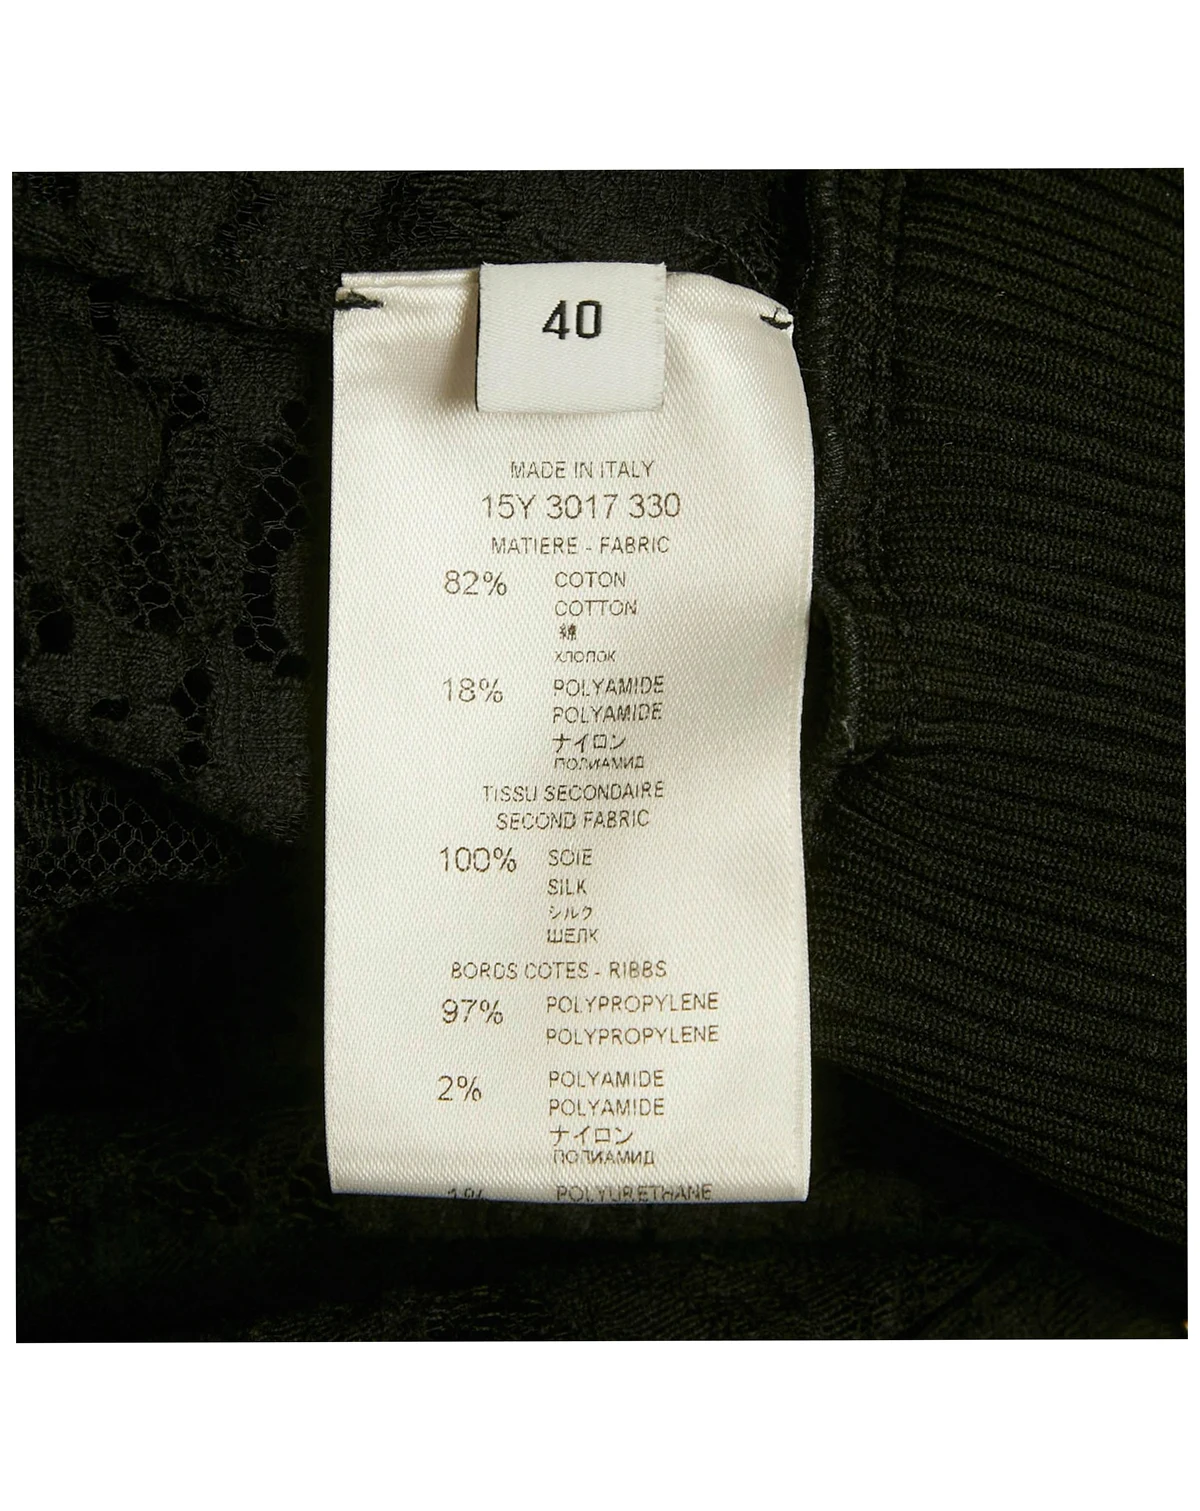 40
MADE IN ITALY
15Y 3017 330
MATIERE - FABRIC
82% COTON
COTTON
綿
ХЛОПОК
18% POLYAMIDE
POLYAMIDE
ナイロン
ПОЛИАМИД
TISSU SECONDAIRE
SECOND FABRIC
100% SOIE
SILK
シルク
ШЕЛК
BORDS COTES - RIBBS
97% POLYPROPYLENE
POLYPROPYLENE
2% POLYAMIDE
POLYAMIDE
ナイロン
ПОЛИАМИД
1% POLYURETHANE